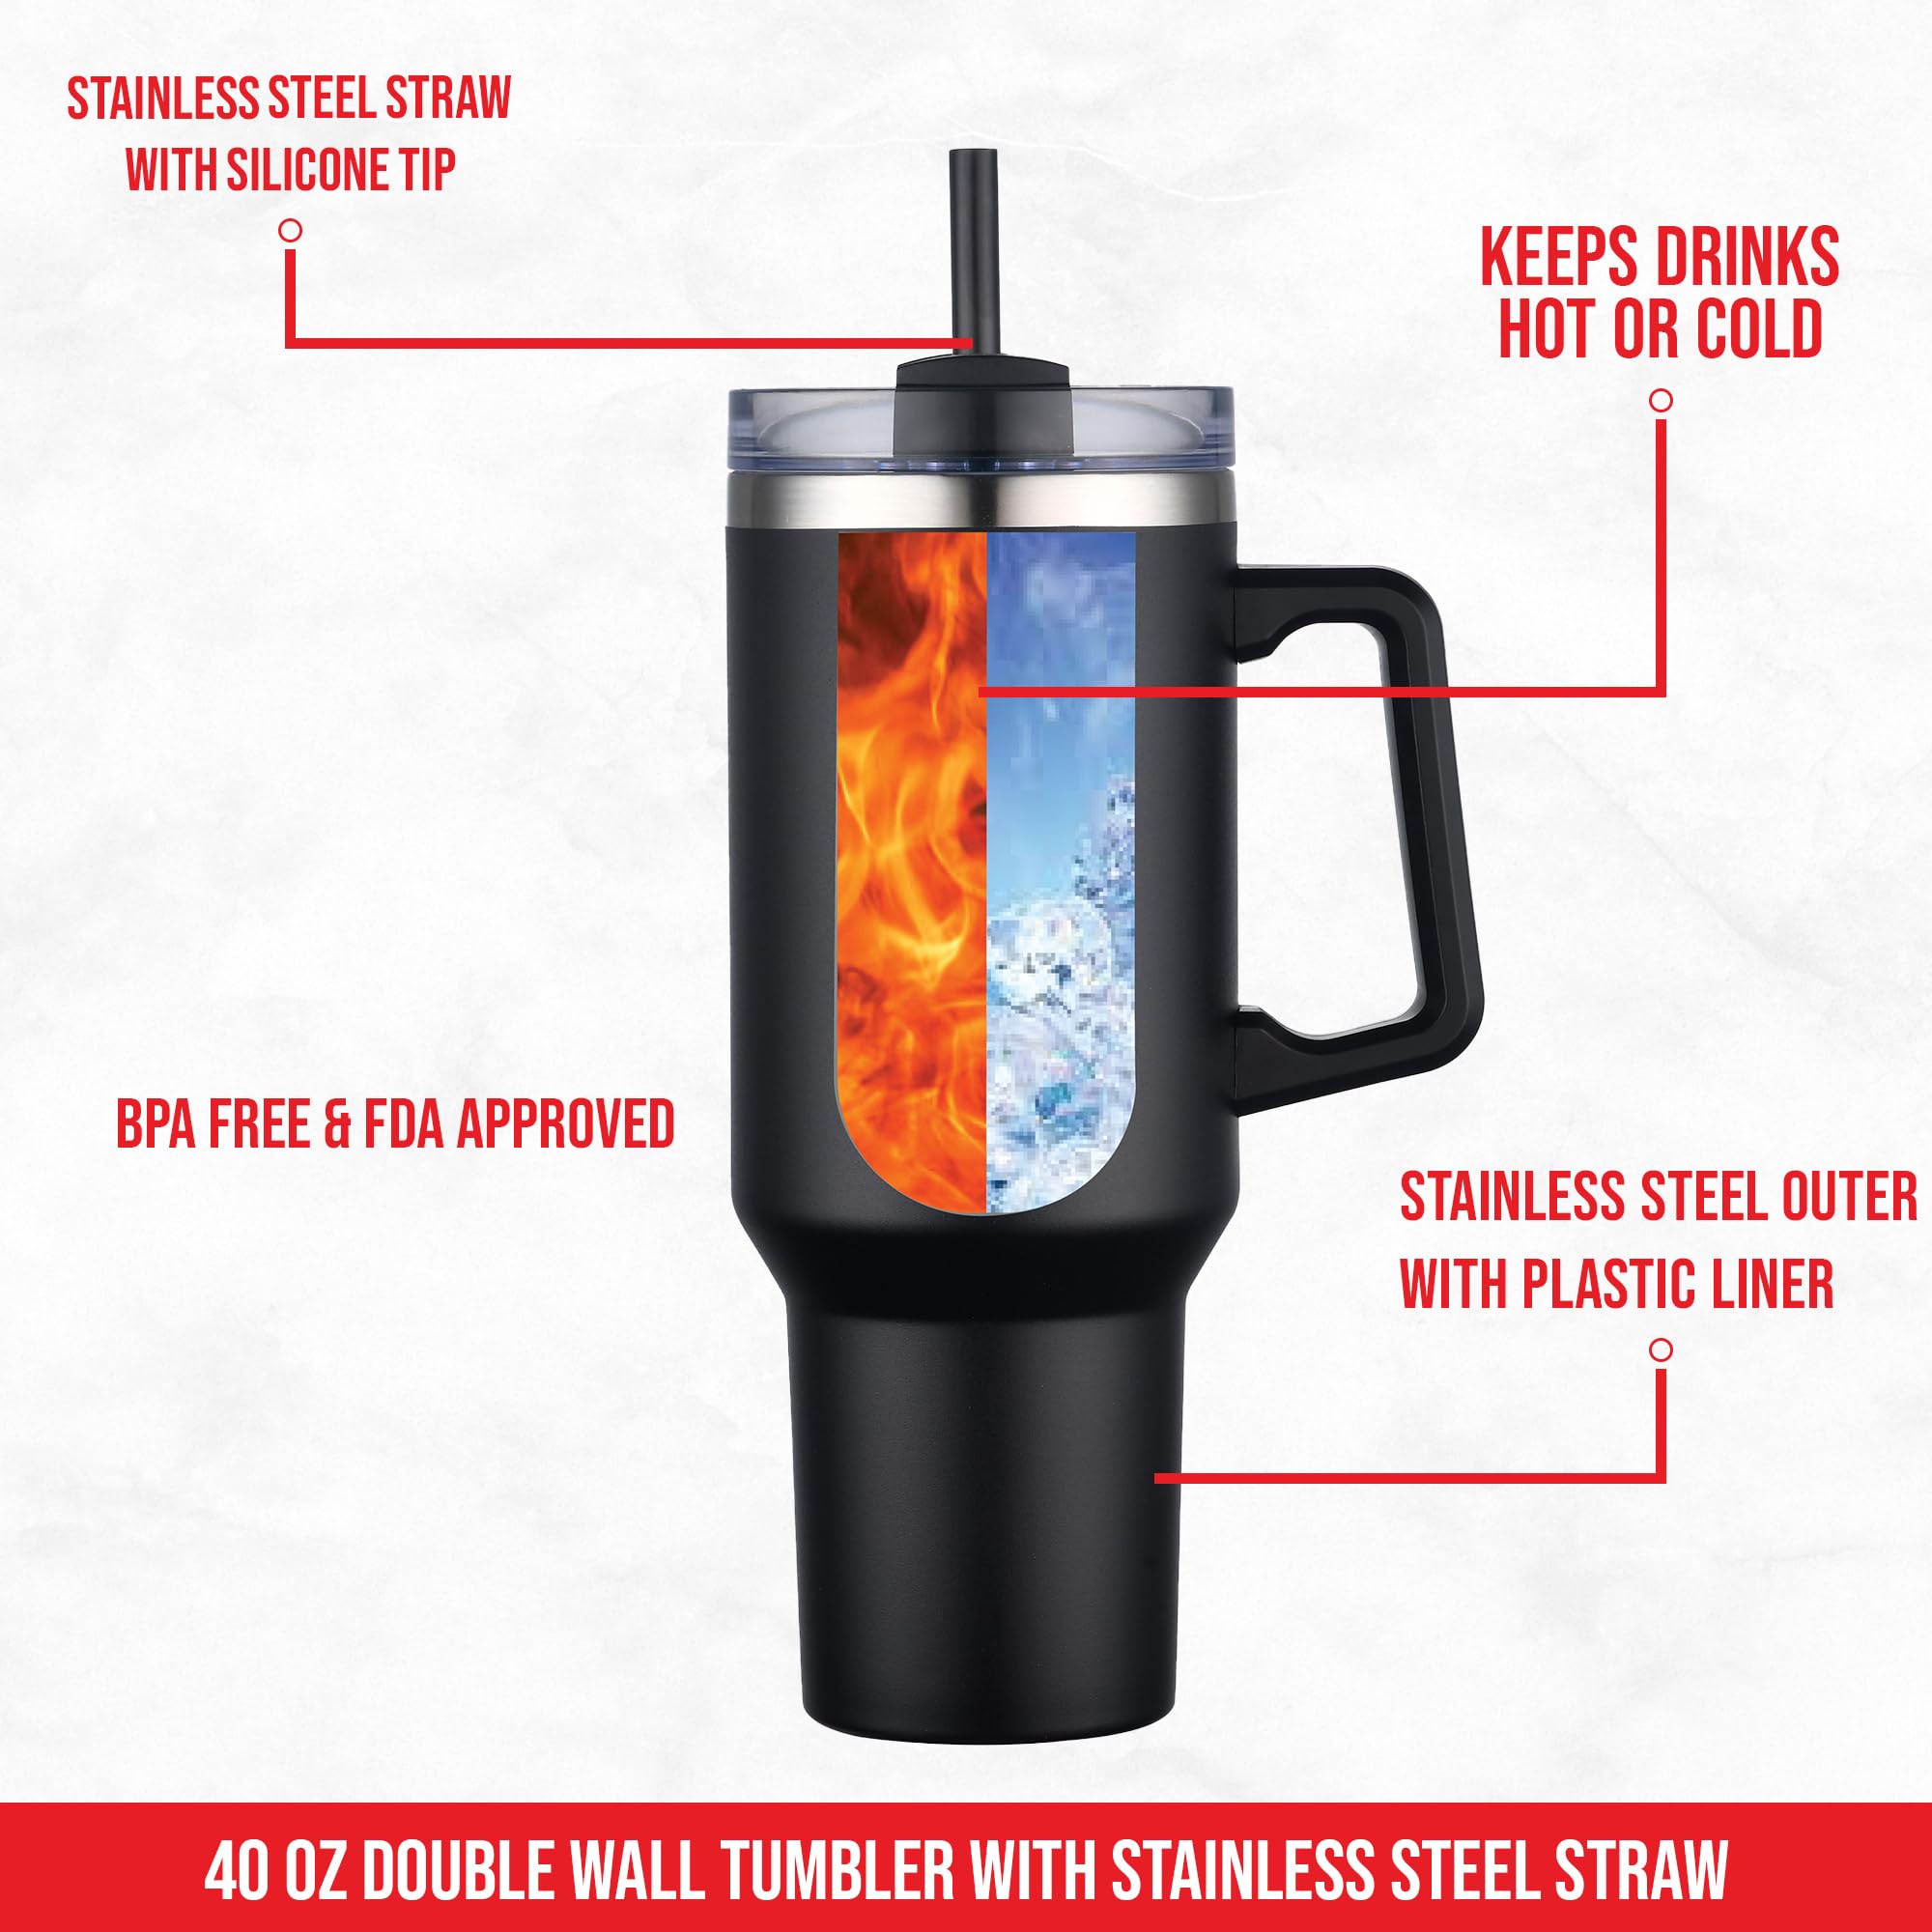 STAINLESS STEEL STRAW
WITH SILICONE TIP
KEEPS DRINKS
HOT OR COLD
BPA FREE & FDA APPROVED
STAINLESS STEEL OUTER
WITH PLASTIC LINER
40 OZ DOUBLE WALL TUMBLER WITH STAINLESS STEEL STRAW